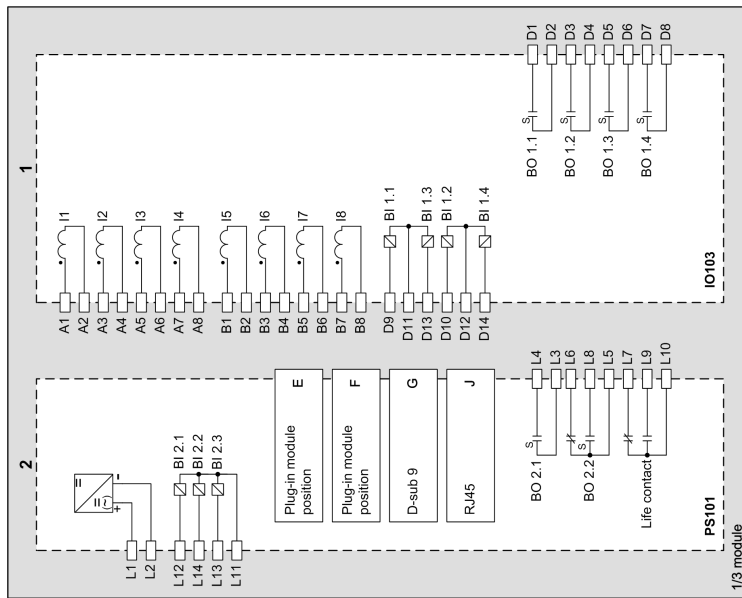 1
A1
A2
A3
A4
A5
A6
A7
A8
I1
I2
I3
I4
B1
B2
B3
B4
B5
B6
B7
B8
I5
I6
I7
I8
D9
D11
D13
D10
D12
D14
BI 1.1
BI 1.3
BI 1.2
BI 1.4
BO 1.1
S
BO 1.2
S
BO 1.3
S
BO 1.4
S
D1
D2
D3
D4
D5
D6
D7
D8
IO103
2
L1
L2
+
-
L12
L14
L13
L11
BI 2.1
BI 2.2
BI 2.3
Plug-in module
position
E
Plug-in module
position
F
D-sub 9
G
RJ45
J
BO 2.1
S
BO 2.2
S
Life contact
L4
L3
L6
L8
L5
L7
L9
L10
PS101
1/3 module